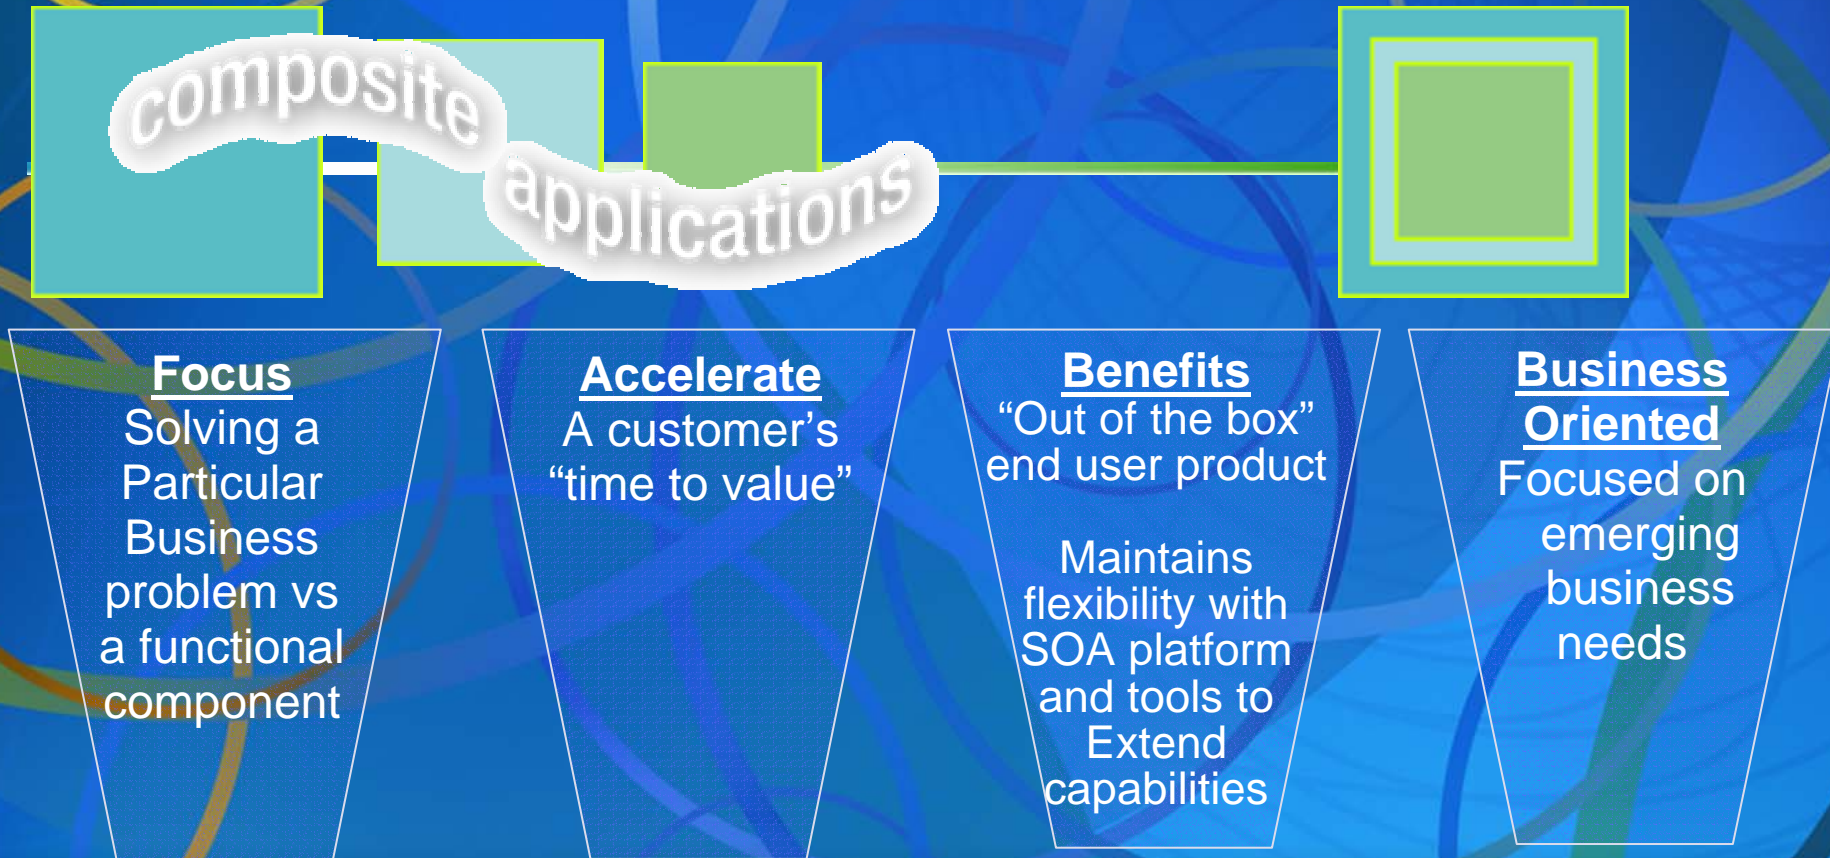 composite
applications
Focus
Solving a
Particular
Business
problem vs
a functional
component
Accelerate
A customer’s
“time to value”
Benefits
“Out of the box”
end user product
Maintains
flexibility with
SOA platform
and tools to
Extend
capabilities
Business
Oriented
Focused on
emerging
business
needs